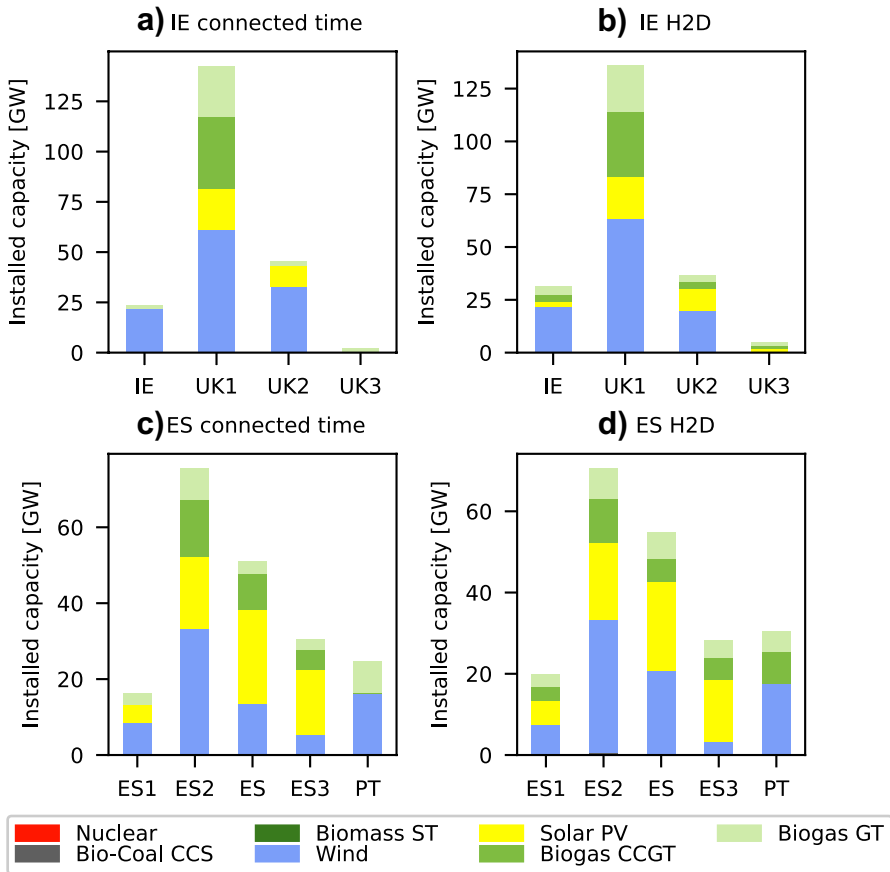 a) IE connected time
b) IE H2D
Installed capacity [GW]
125
100
75
50
25
0
IE UK1 UK2 UK3
Installed capacity [GW]
125
100
75
50
25
0
IE UK1 UK2 UK3
c) ES connected time
d) ES H2D
Installed capacity [GW]
60
40
20
0
ES1 ES2 ES ES3 PT
Installed capacity [GW]
60
40
20
0
ES1 ES2 ES ES3 PT
Nuclear Biomass ST Solar PV Biogas GT
Bio-Coal CCS Wind Biogas CCGT